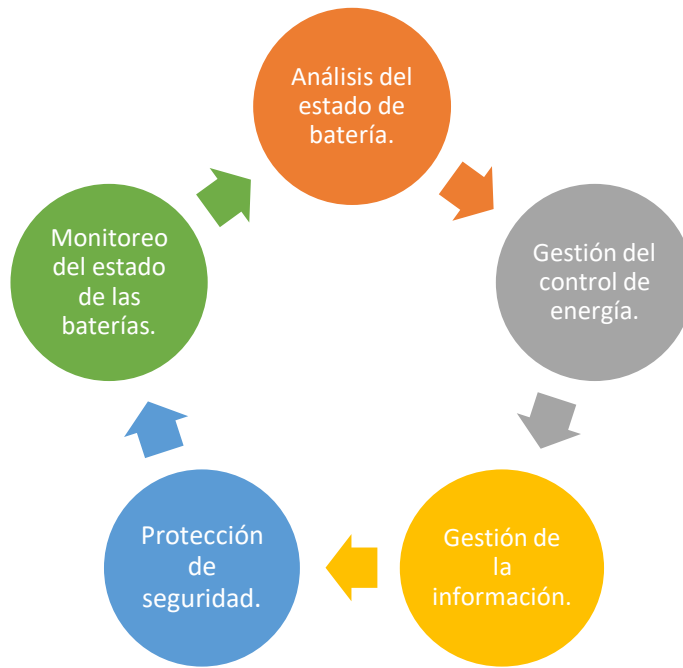 Análisis del
estado de
batería.
Gestión del
control de
energía.
Gestión de
la
información.
Protección
de
seguridad.
Monitoreo
del estado
de las
baterías.